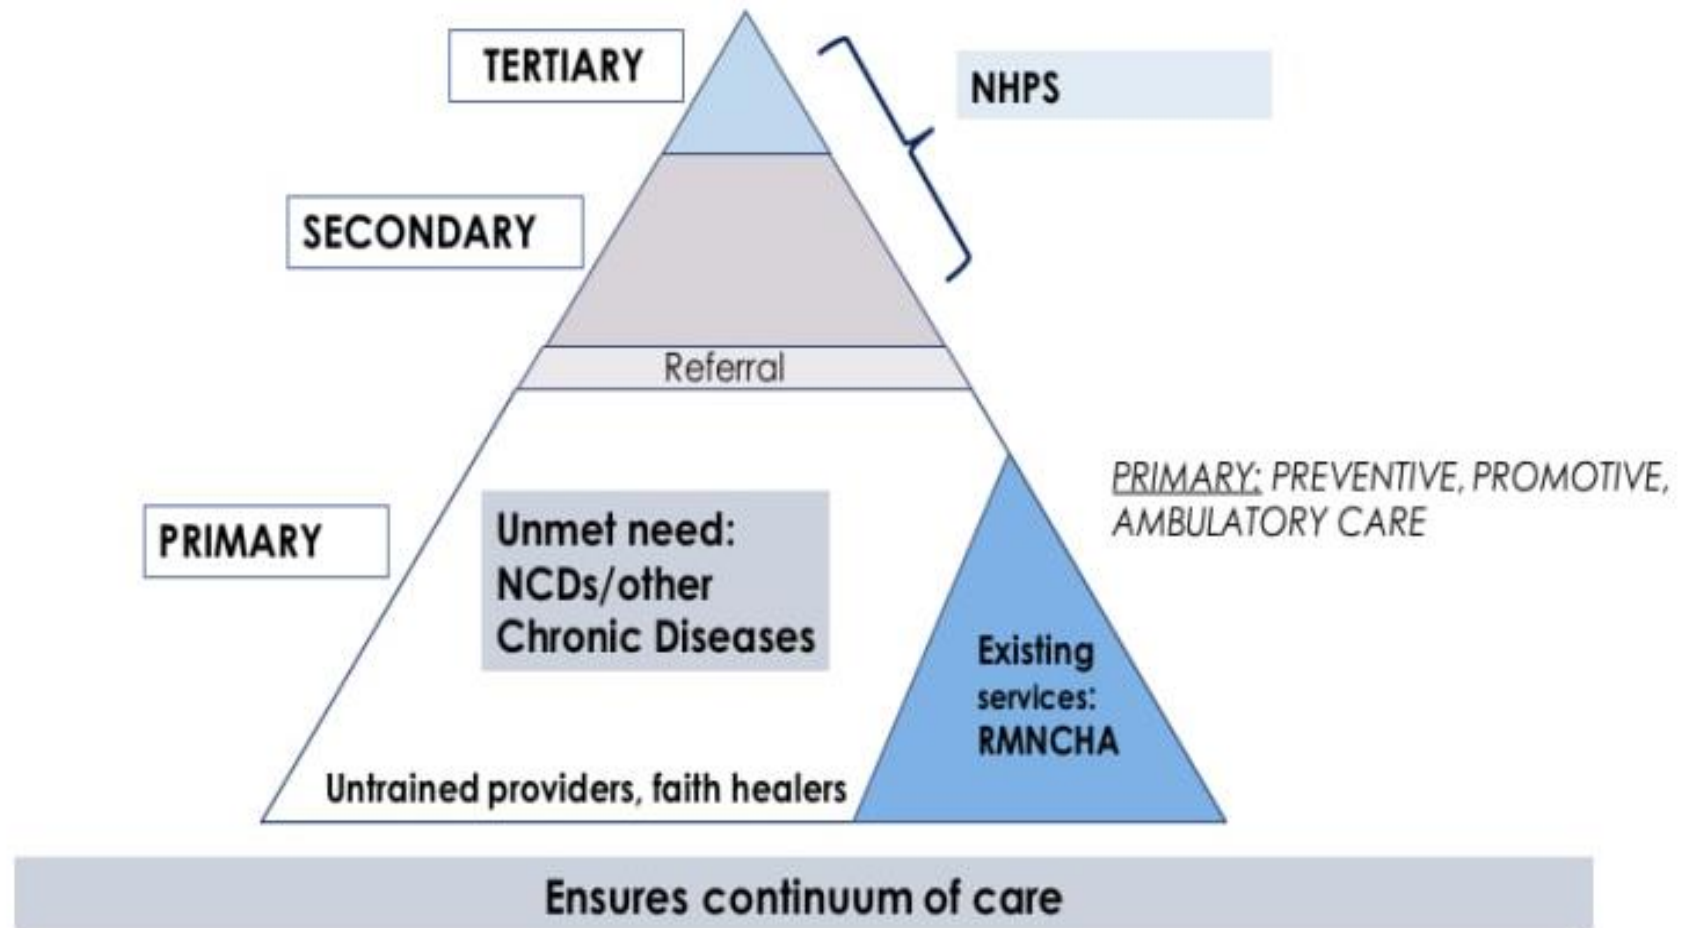 TERTIARY
NHPS
SECONDARY
Referral
PRIMARY: PREVENTIVE, PROMOTIVE,
AMBULATORY CARE
PRIMARY
Unmet need:
NCDs/other
Chronic Diseases
Existing
services:
RMNCHA
Untrained providers, faith healers
Ensures continuum of care